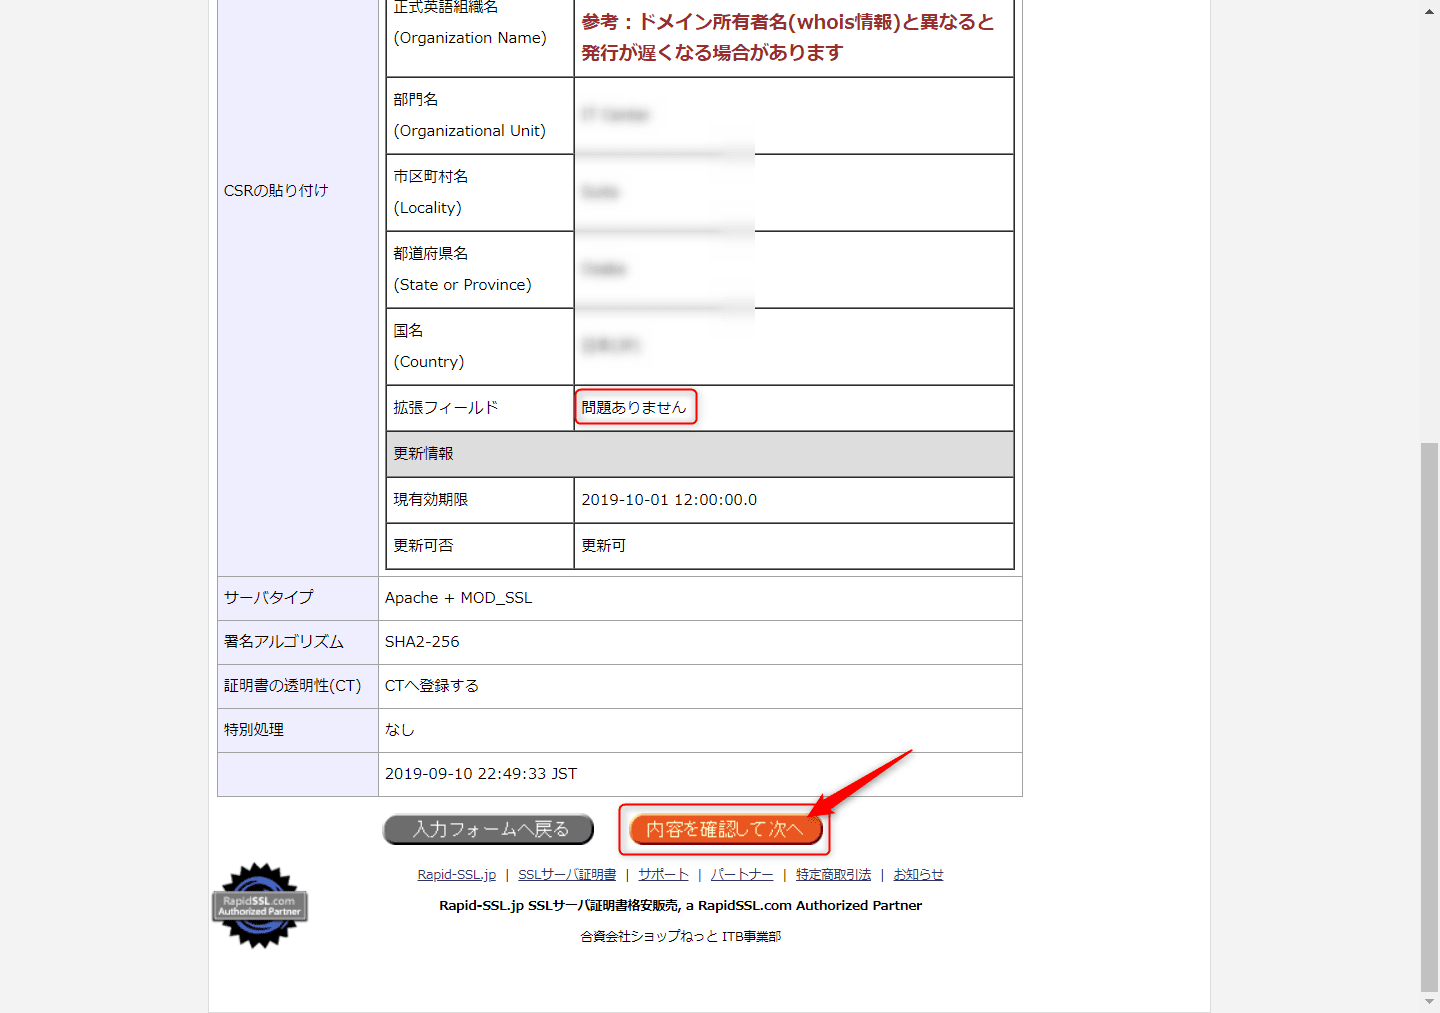 正式英語組織名
(Organization Name)
参考：ドメイン所有者名(whois情報)と異なると
発行が遅くなる場合があります
部門名
(Organizational Unit)
CSRの貼り付け
市区町村名
(Locality)
都道府県名
(State or Province)
国名
(Country)
拡張フィールド
問題ありません
更新情報
現有効期限
2019-10-01 12:00:00.0
更新可否
更新可
サーバタイプ
Apache + MOD_SSL
署名アルゴリズム
SHA2-256
証明書の透明性(CT)
CTへ登録する
特別処理
なし
2019-09-10 22:49:33 JST
入力フォームへ戻る
内容を確認して次へ
Rapid-SSL.jp | SSLサーバ証明書 | サポート | パートナー | 特定商取引法 | お知らせ
RapidSSL.com
Authorized Partner
Rapid-SSL.jp SSLサーバ証明書格安販売, a RapidSSL.com Authorized Partner
合資会社ショップねっと ITB事業部